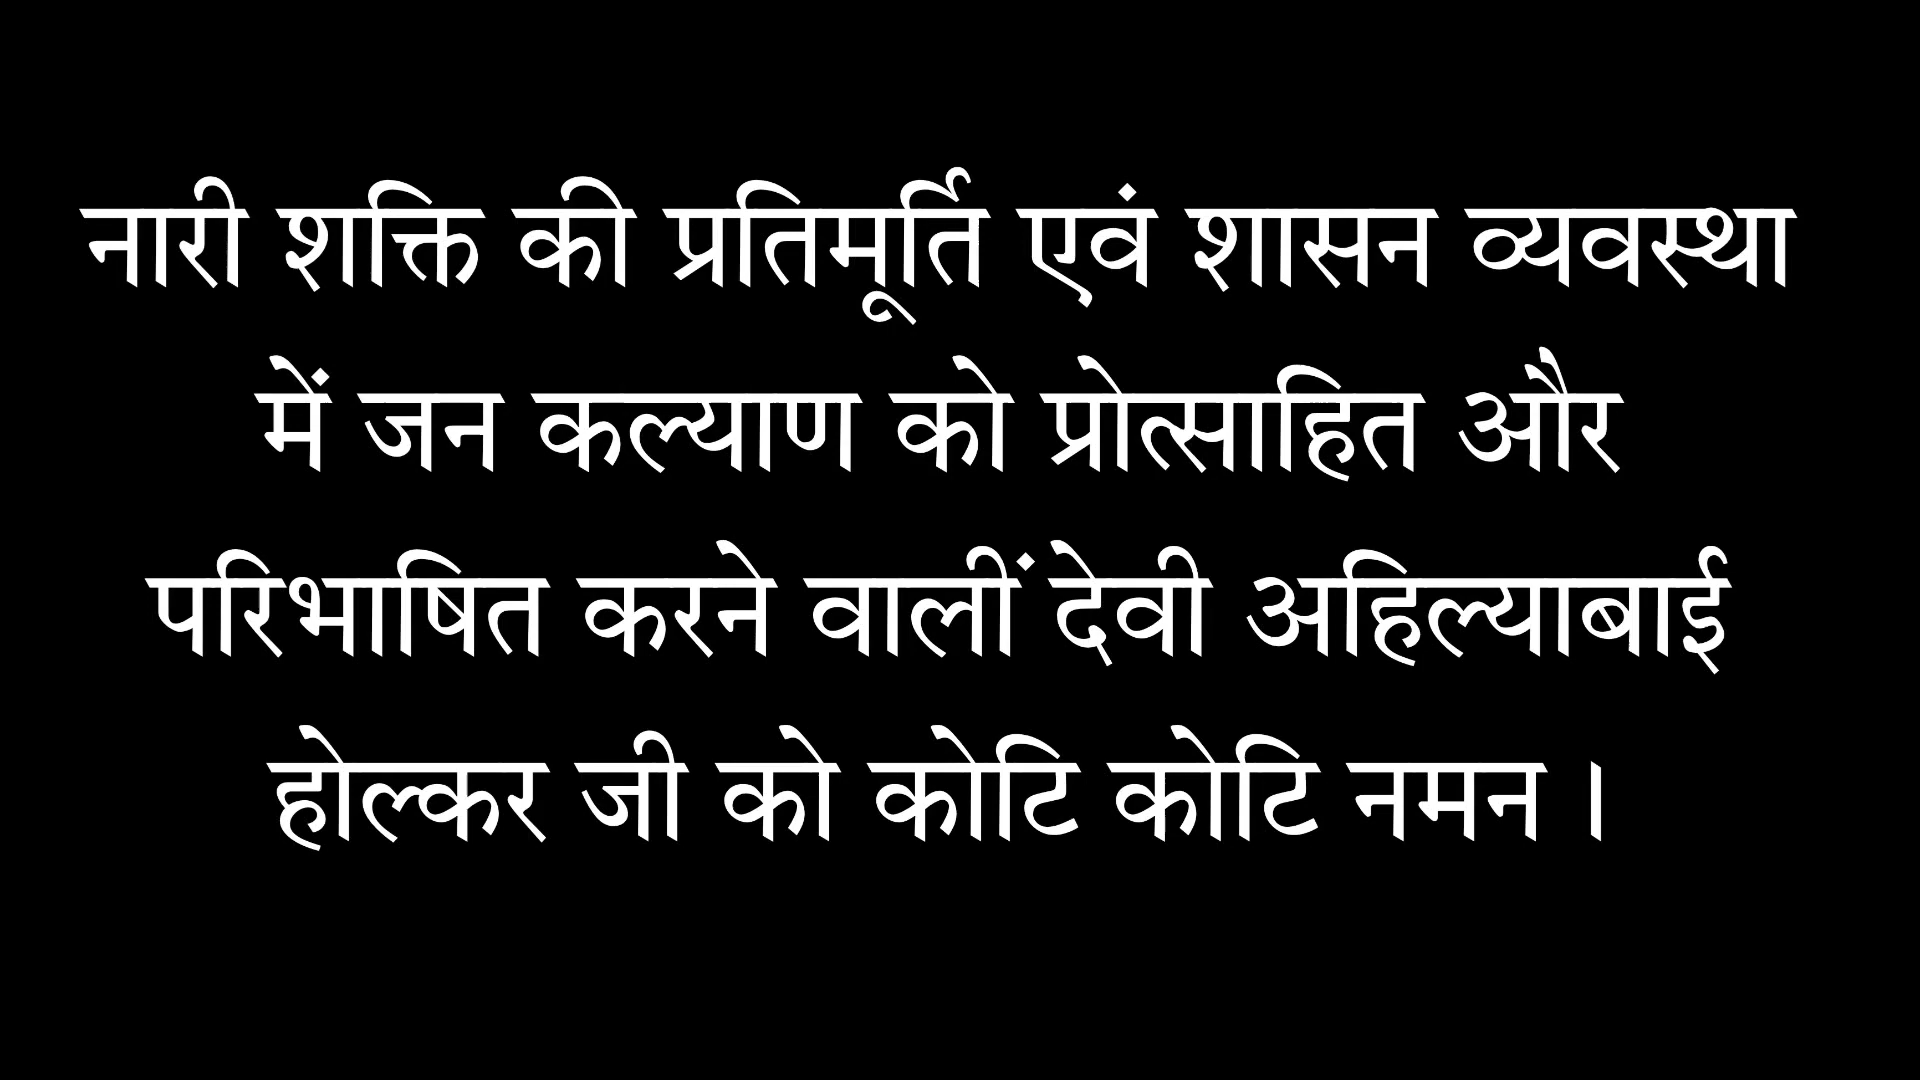 नारी शक्ति की प्रतिमूर्ति एवं शासन व्यवस्था
में जन कल्याण को प्रोत्साहित और
परिभाषित करने वालीं देवी अहिल्याबाई
होल्कर जी को कोटि कोटि नमन ।